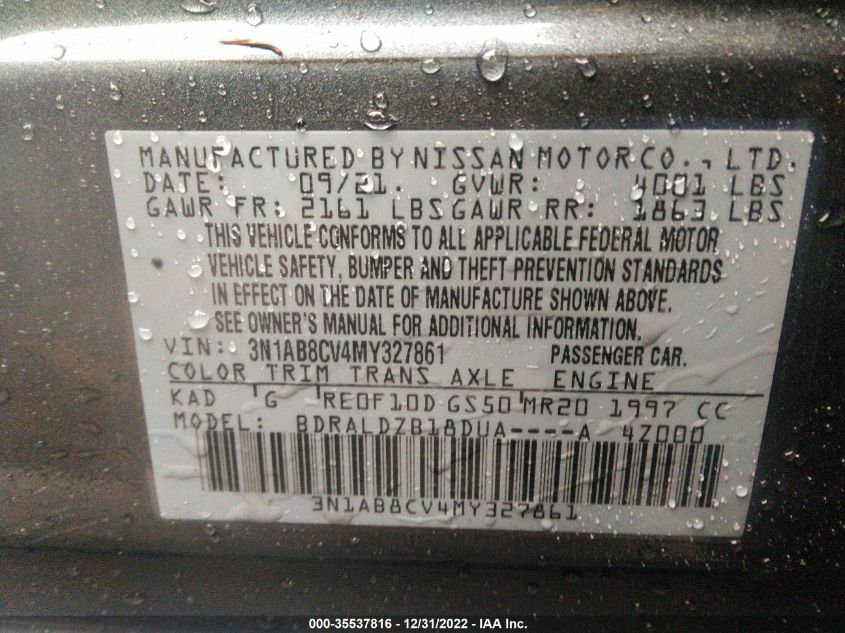 MANUFACTURED BY NISSAN MOTOR CO., LTD.
DATE: 09/21. GVWR: 4001 LBS
GAWR FR: 2161 LBS GAWR RR: 1863 LBS
THIS VEHICLE CONFORMS TO ALL APPLICABLE FEDERAL MOTOR
VEHICLE SAFETY, BUMPER AND THEFT PREVENTION STANDARDS
IN EFFECT ON THE DATE OF MANUFACTURE SHOWN ABOVE.
SEE OWNER'S MANUAL FOR ADDITIONAL INFORMATION.
VIN: 3N1AB8CV4MY327861 PASSENGER CAR.
COLOR TRIM TRANS AXLE ENGINE
KAD G RE0F10D GS50 MR20 1997 CC
MODEL: BDRALDZB18DUA----A 4Z000
3N1AB8CV4MY327861
000-35537816 - 12/31/2022 - IAA Inc.